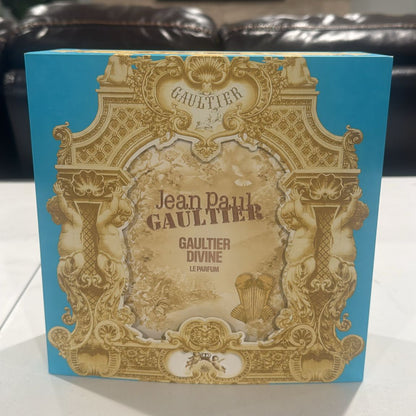 GAULTIER
Jean Paul
GAULTIER
GAULTIER
DIVINE
LE PARFUM